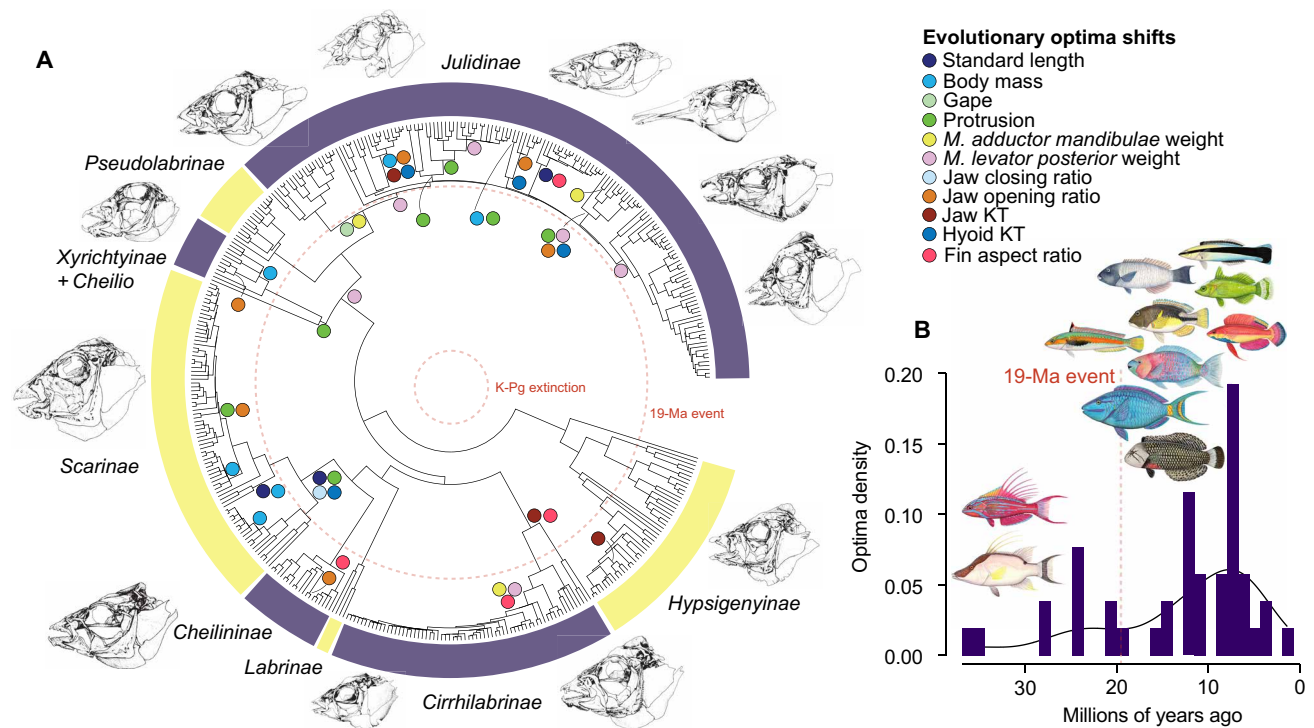 A
Julidinae
Pseudolabrinae
Xyrichtyinae
+ Cheilio
Scarinae
Cheilininae
Labrinae
Cirrhilabrinae
Hypsigenyinae
K-Pg extinction
19-Ma event
Evolutionary optima shifts
Standard length
Body mass
Gape
Protrusion
M. adductor mandibulae weight
M. levator posterior weight
Jaw closing ratio
Jaw opening ratio
Jaw KT
Hyoid KT
Fin aspect ratio
B
19-Ma event
0.20
0.15
0.10
0.05
0.00
Optima density
30
20
10
0
Millions of years ago